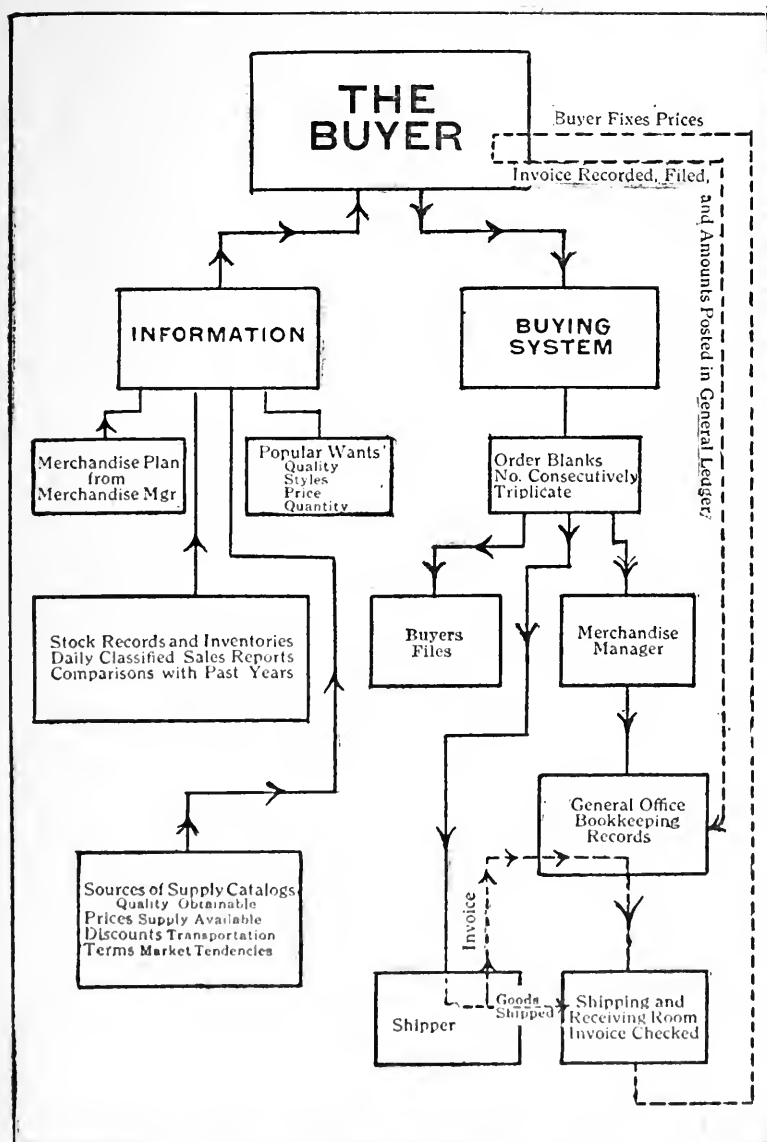 THE
BUYER
Buyer Fixes Prices
Invoice Recorded, Filed,
and Amounts Posted in General Ledger,
INFORMATION
BUYING
SYSTEM
Merchandise Plan
from
Merchandise Mgr
Popular Wants
Quality
Styles
Price
Quantity
Order Blanks
No. Consecutively
Triplicate
Stock Records and Inventories
Daily Classified Sales Reports
Comparisons with Past Years
Buyers
Files
Merchandise
Manager
General Office
Bookkeeping
Records
Sources of Supply Catalogs
Quality Obtainable
Prices Supply Available
Discounts Transportation
Terms Market Tendencies
Invoice
Shipper
Goods
Shipped
Shipping and
Receiving Room
Invoice Checked